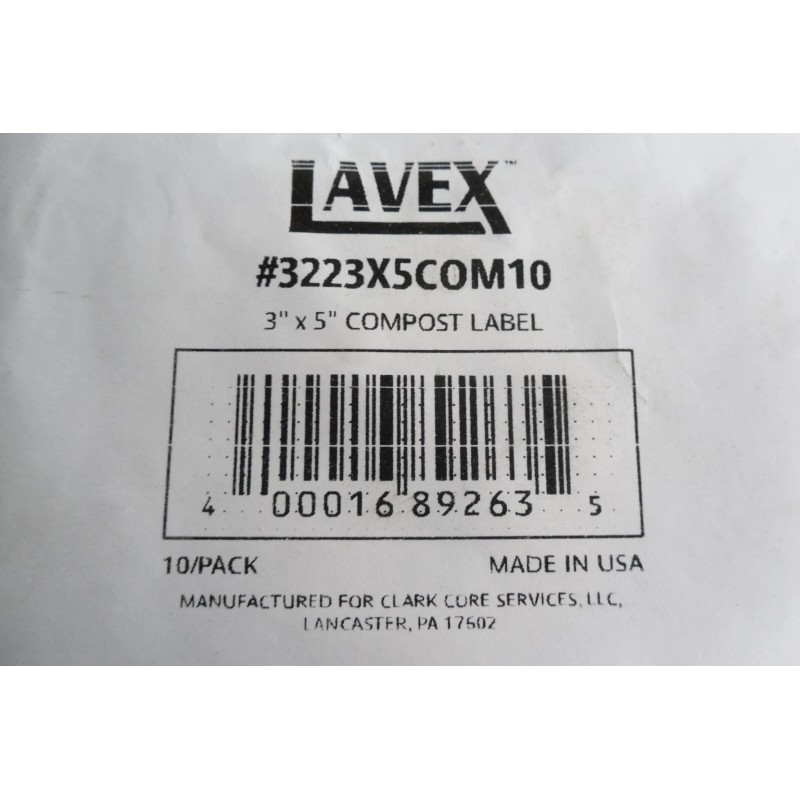 LAVEX™
#3223X5COM10
3" x 5" COMPOST LABEL
4 00016 89263 5
10/PACK MADE IN USA
MANUFACTURED FOR CLARK CORE SERVICES, LLC,
LANCASTER, PA 17602